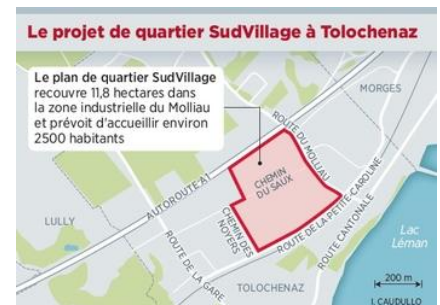 Le projet de quartier SudVillage à Tolochenaz
Le plan de quartier SudVillage
recouvre 11,8 hectares dans
la zone industrielle du Molliau
et prévoit d'accueillir environ
2500 habitants
MORGES
ROUTE DU MOLLIAU
AUTOROUTE A1
CHEMIN
DU SAUX
LULLY
CHEMIN DES
NOYERS
ROUTE DE LA PETITE-CAROLINE
ROUTE CANTONALE
Lac
Léman
ROUTE DE LA GARE
TOLOCHENAZ
200 m
I. CAUDULLO